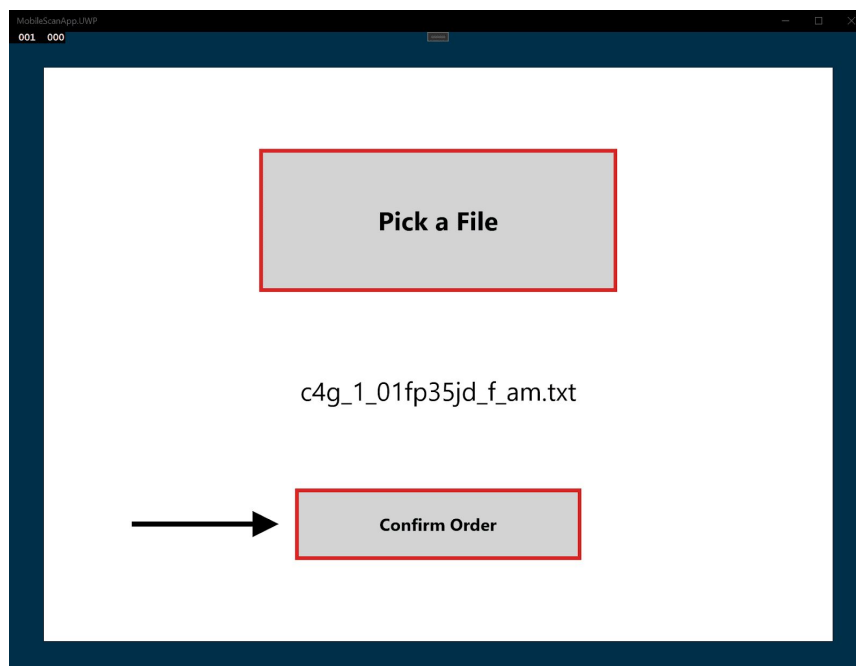 MobileScanApp.UWP
001 000
Pick a File
c4g_1_01fp35jd_f_am.txt
Confirm Order